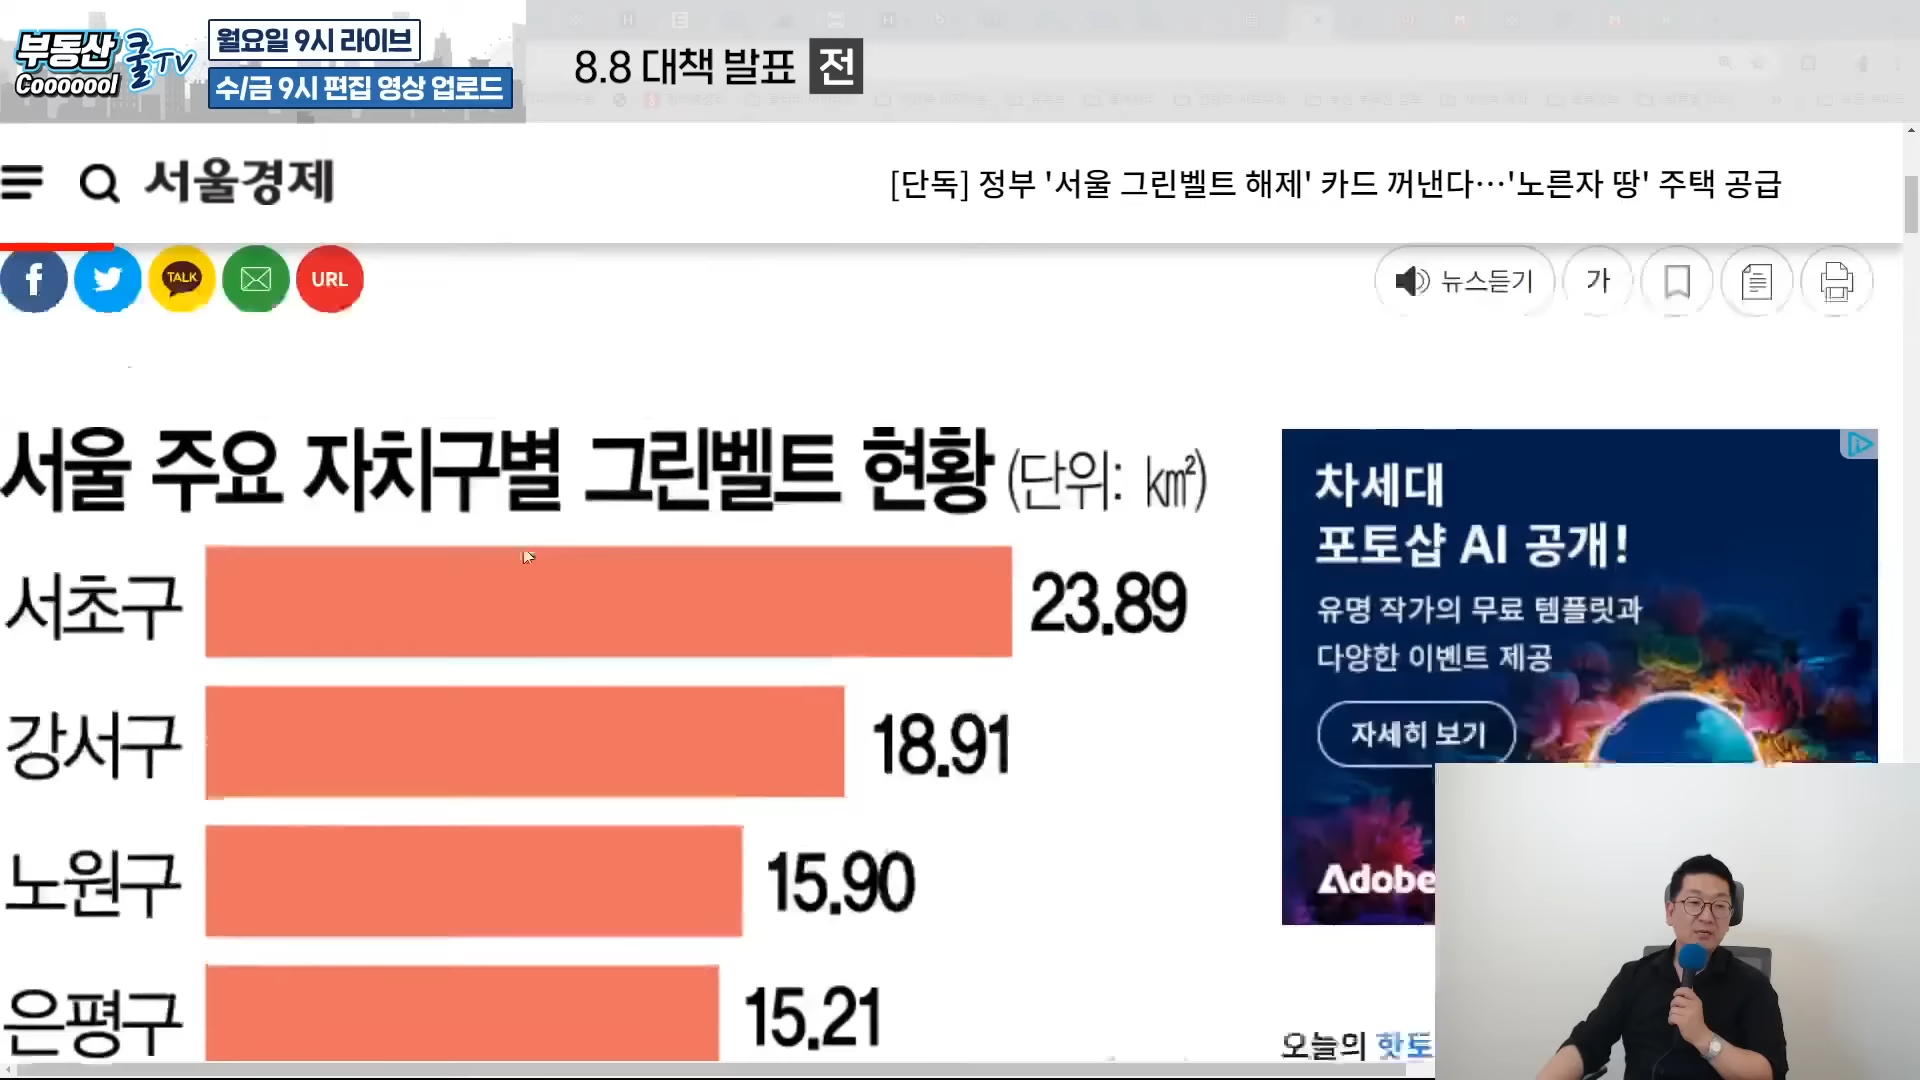 부동산
Cooooool
쿨TV
월요일 9시 라이브
수/금 9시 편집 영상 업로드
8.8 대책 발표 전
서울경제
[단독] 정부 '서울 그린벨트 해제' 카드 꺼낸다…'노른자 땅' 주택 공급
f
TALK
URL
뉴스듣기
가
서울 주요 자치구별 그린벨트 현황 (단위: ㎢)
서초구 23.89
강서구 18.91
노원구 15.90
은평구 15.21
차세대
포토샵 AI 공개!
유명 작가의 무료 템플릿과
다양한 이벤트 제공
자세히 보기
Adobe
오늘의 핫토